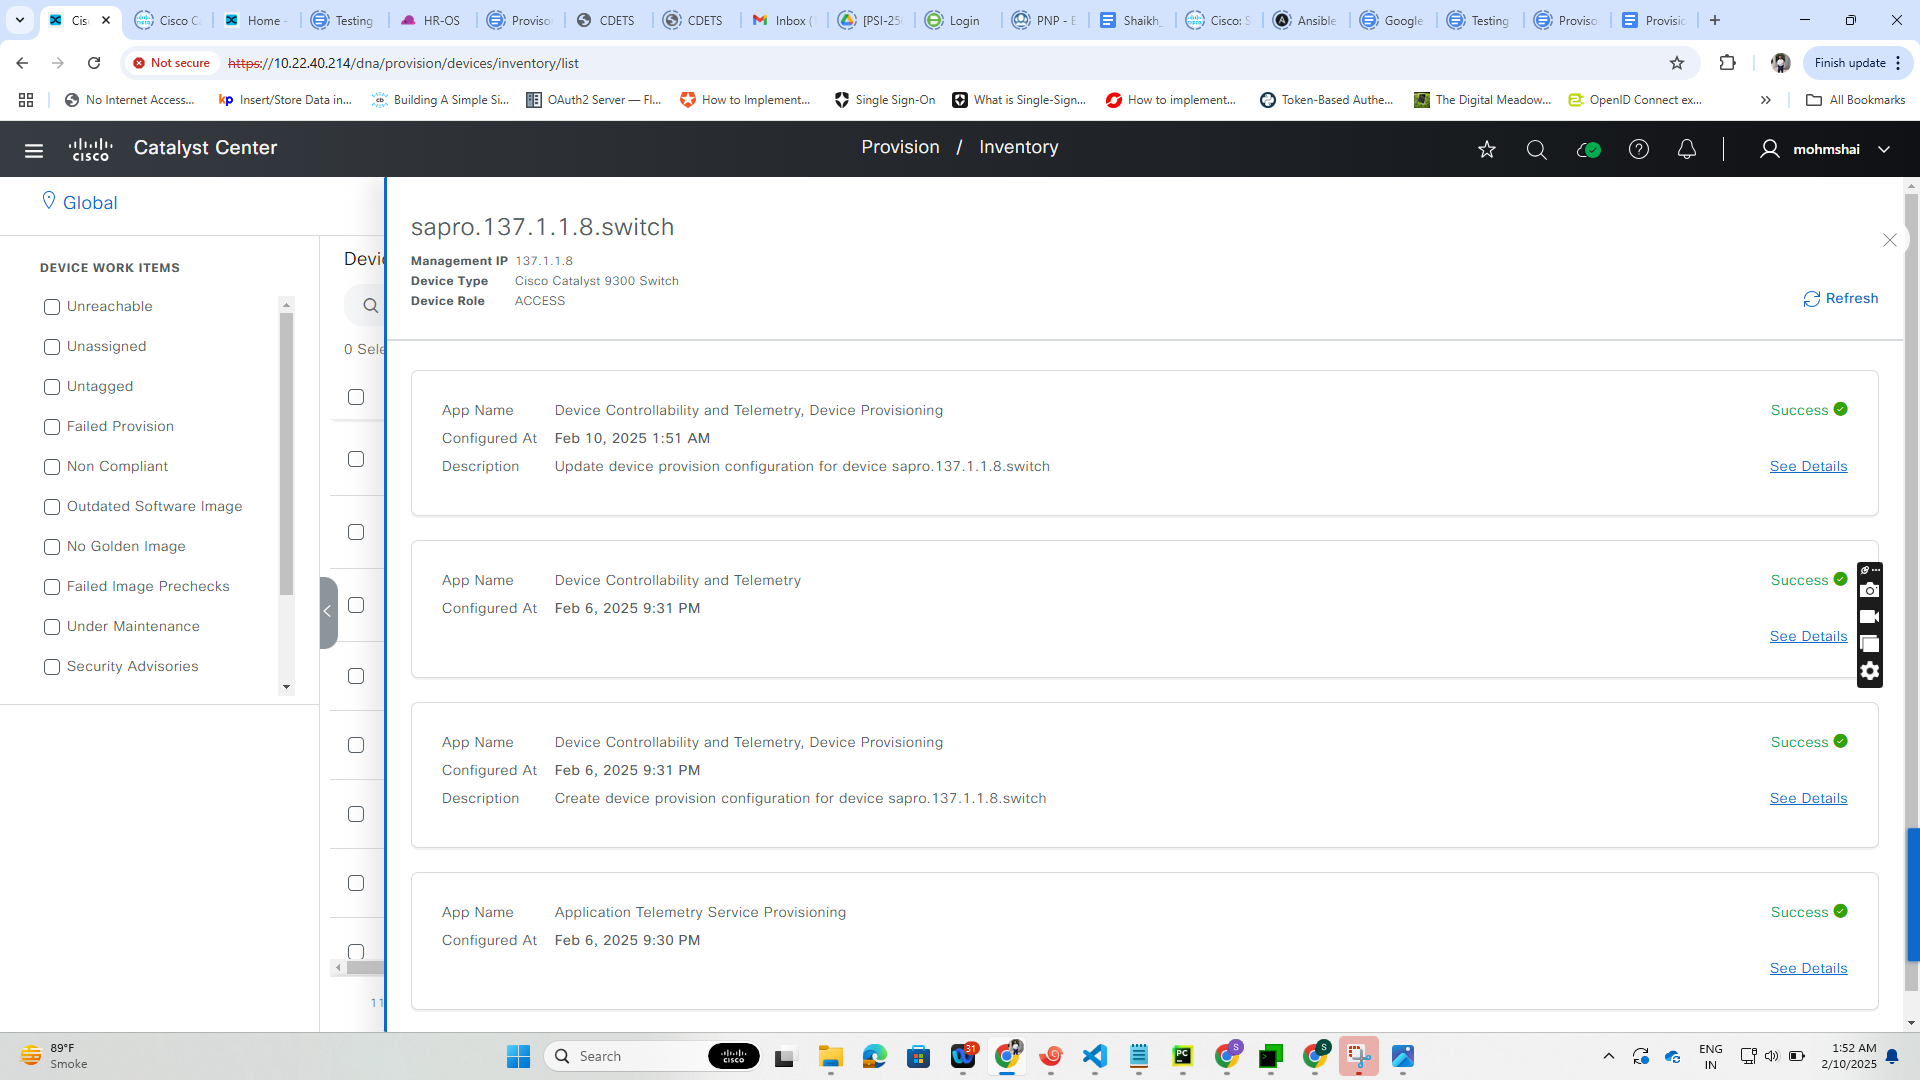 Cis
Cisco Ca
Home -
Testing
HR-OS
Provisio
CDETS
CDETS
Inbox (1
[PSI-250
Login
PNP - E
Shaikh_
Cisco: S
Ansible
Google
Testing
Proviso
Provisio
Not secure
https://10.22.40.214/dna/provision/devices/inventory/list
Finish update
No Internet Access...
kp Insert/Store Data in...
Building A Simple Si...
OAuth2 Server — Fl...
How to Implement...
Single Sign-On
What is Single-Sign...
How to implement...
Token-Based Authe...
The Digital Meadow...
OpenID Connect ex...
All Bookmarks
cisco
Catalyst Center
Provision / Inventory
mohmshai
Global
DEVICE WORK ITEMS
Unreachable
Unassigned
Untagged
Failed Provision
Non Compliant
Outdated Software Image
No Golden Image
Failed Image Prechecks
Under Maintenance
Security Advisories
Devic
0 Sele
11
sapro.137.1.1.8.switch
Management IP 137.1.1.8
Device Type Cisco Catalyst 9300 Switch
Device Role ACCESS
Refresh
App Name Device Controllability and Telemetry, Device Provisioning Success
Configured At Feb 10, 2025 1:51 AM
Description Update device provision configuration for device sapro.137.1.1.8.switch See Details
App Name Device Controllability and Telemetry Success
Configured At Feb 6, 2025 9:31 PM
See Details
App Name Device Controllability and Telemetry, Device Provisioning Success
Configured At Feb 6, 2025 9:31 PM
Description Create device provision configuration for device sapro.137.1.1.8.switch See Details
App Name Application Telemetry Service Provisioning Success
Configured At Feb 6, 2025 9:30 PM
See Details
89°F
Smoke
Search
cisco
31
PC
S
S
ENG
IN
1:52 AM
2/10/2025